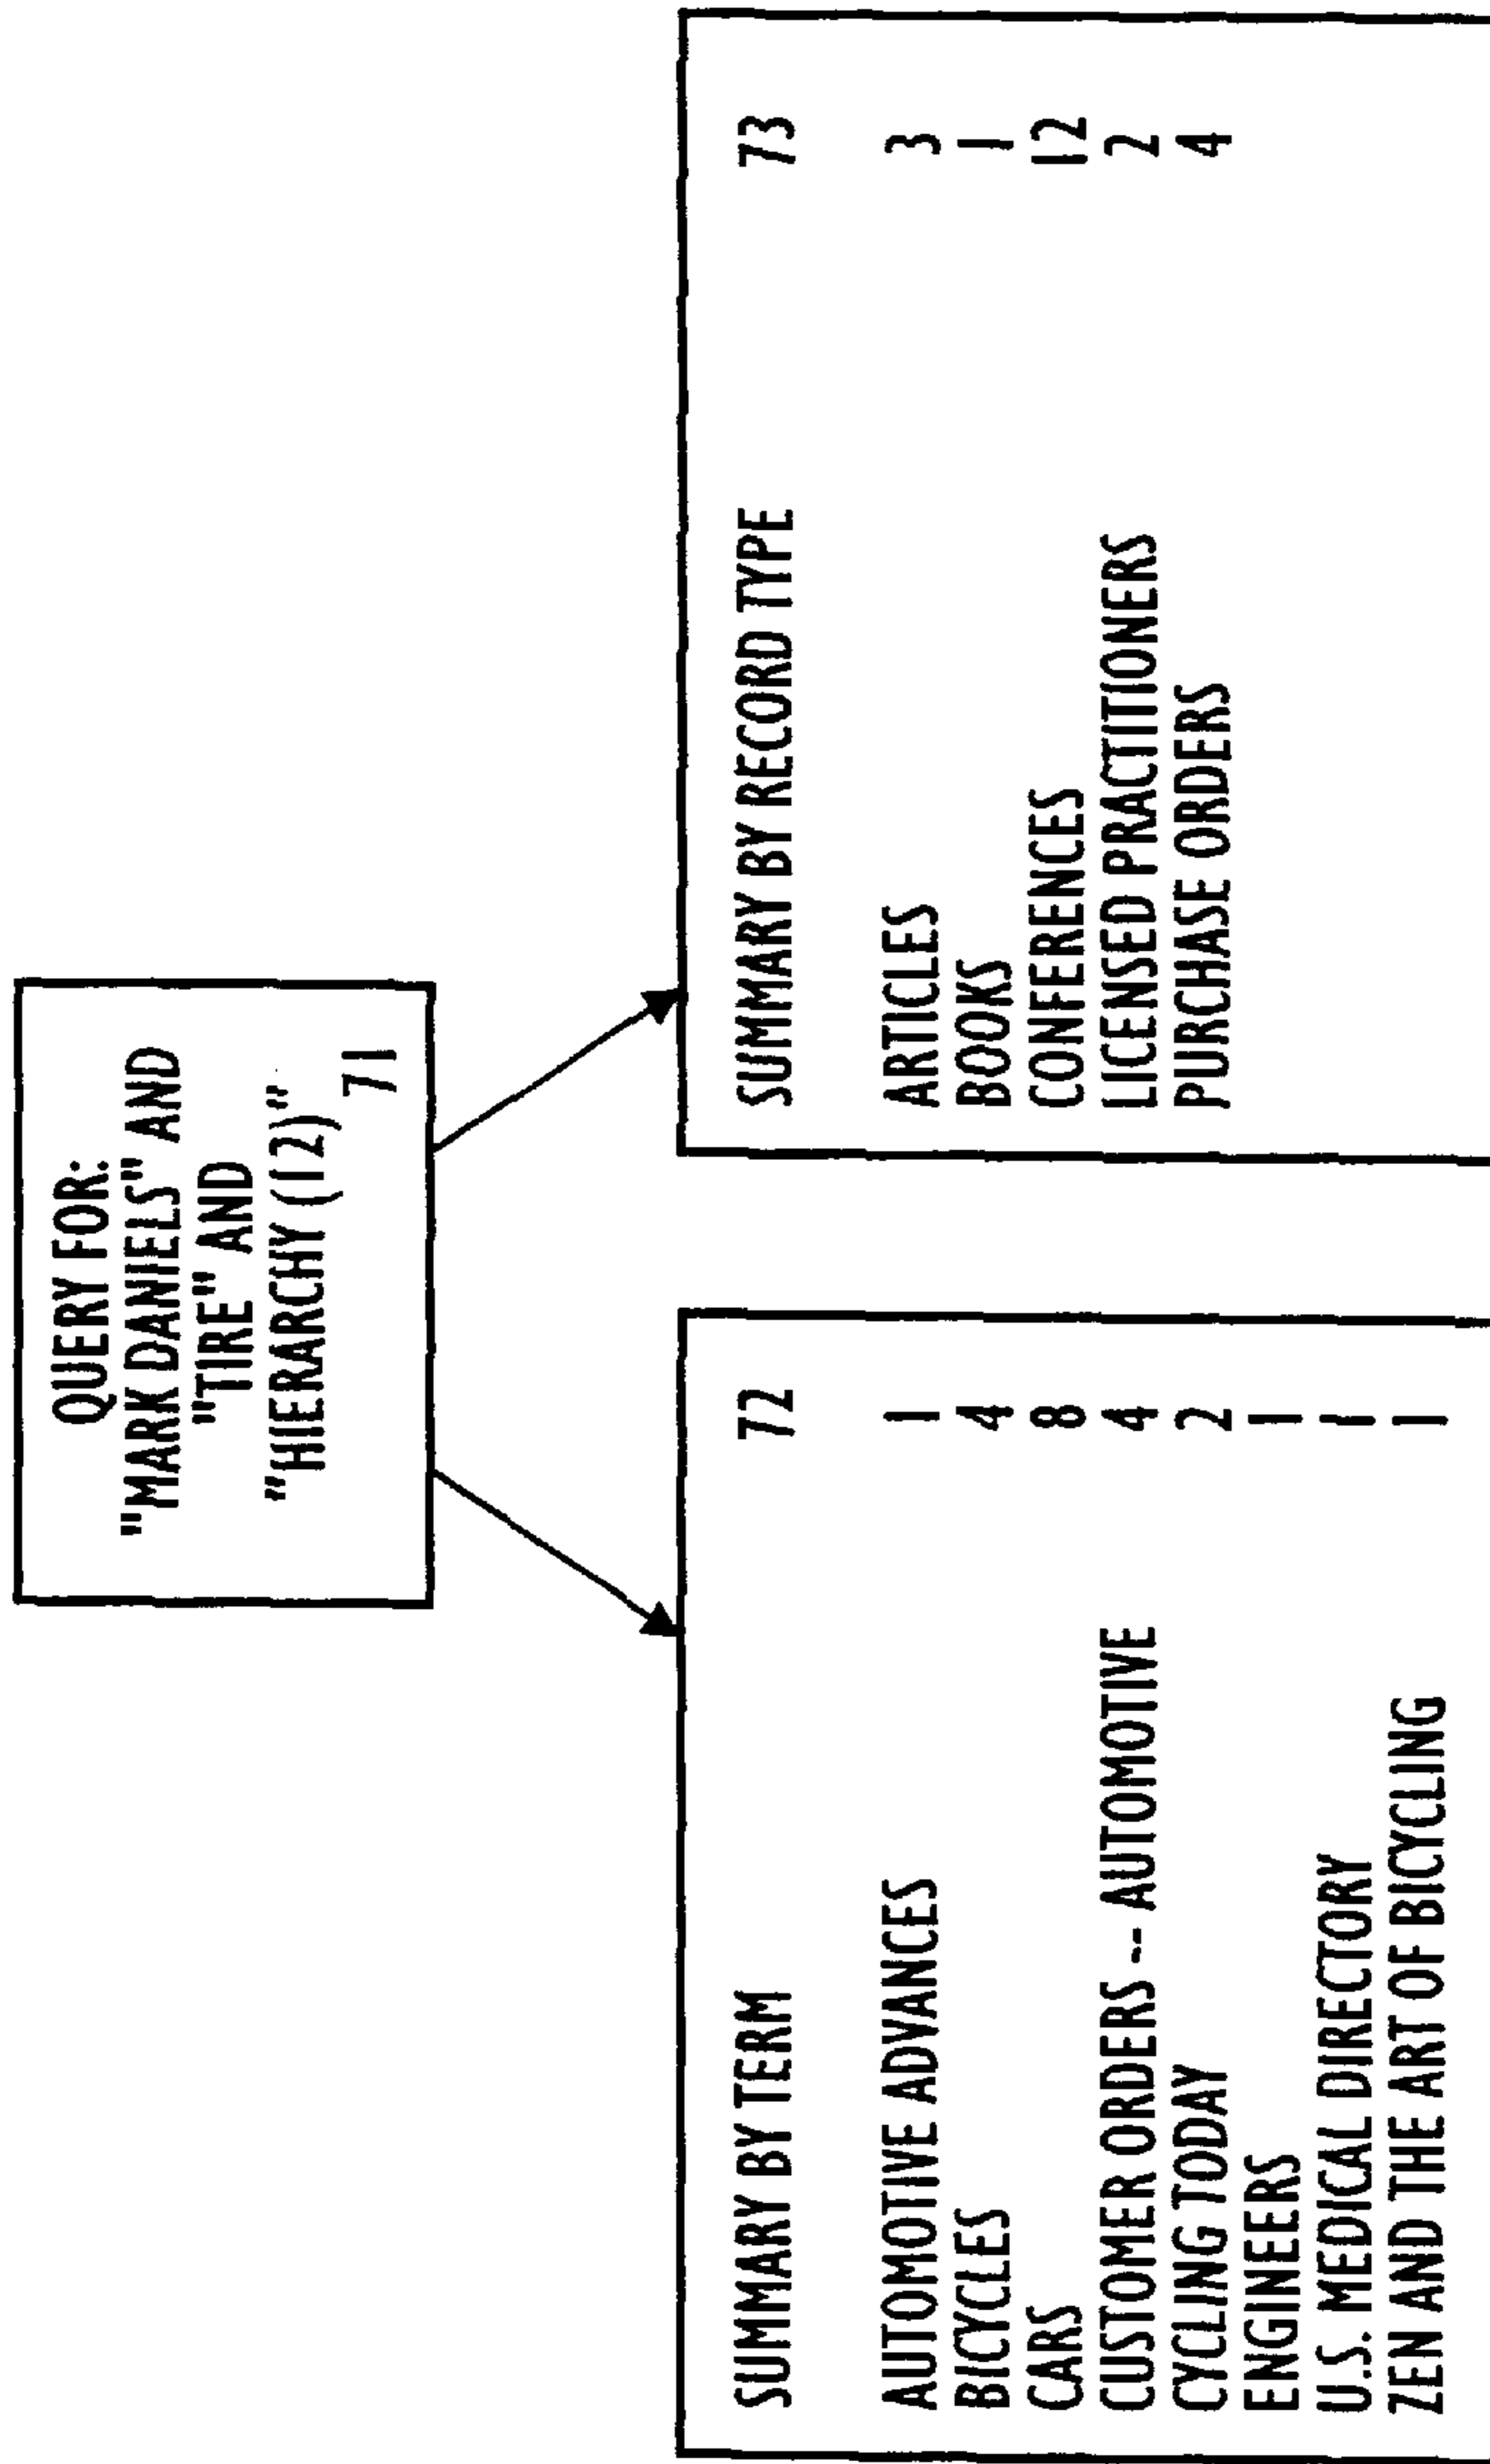 QUERY FOR:
"MARK DANIELS" AND
"TIRE" AND
"HIERARCHY (12)"
71
SUMMARY BY TERM 72
AUTOMOTIVE ADVANCES 1
BICYCLES 4
CARS 8
CUSTOMER ORDERS -- AUTOMOTIVE 4
CYCLING TODAY 2
ENGINEERS 1
U.S. MEDICAL DIRECTORY 1
ZEN AND THE ART OF BICYCLING 1
SUMMARY BY RECORD TYPE 73
ARTICLES 3
BOOKS 1
CONFERENCES 12
LICENSED PRACTITIONERS 2
PURCHASE ORDERS 4